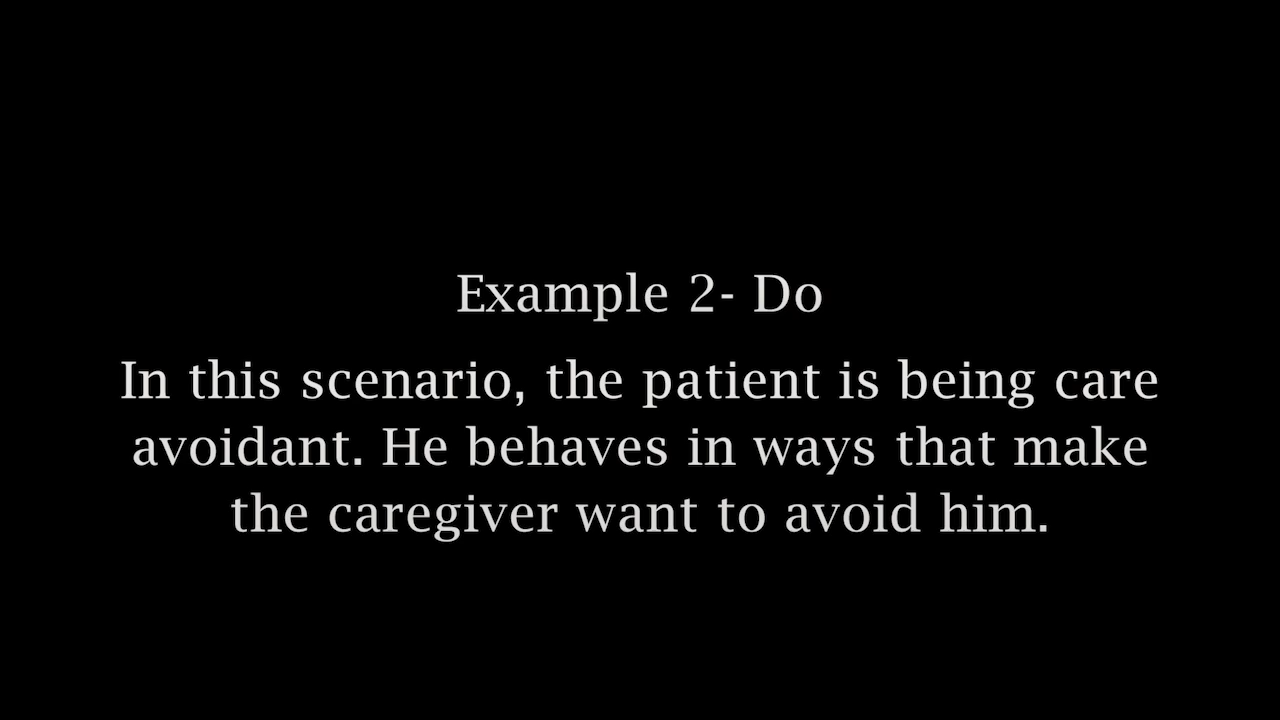 Example 2- Do
In this scenario, the patient is being care
avoidant. He behaves in ways that make
the caregiver want to avoid him.